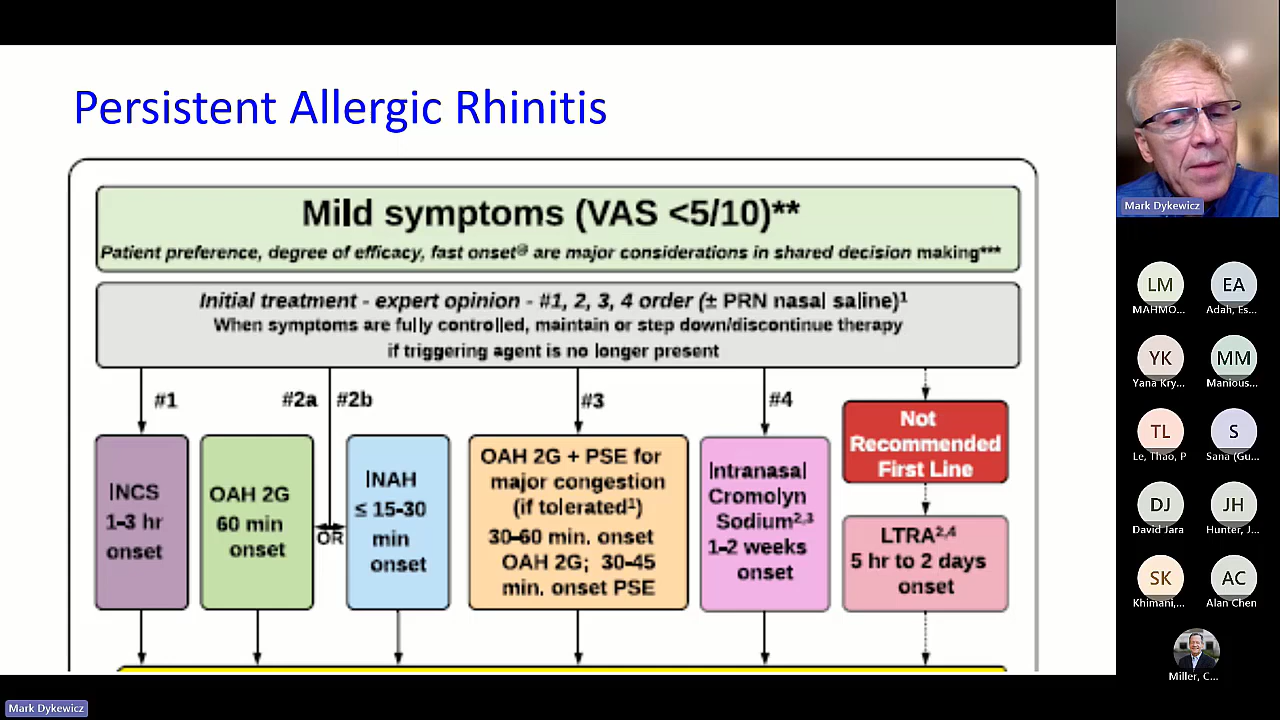 Persistent Allergic Rhinitis
Mild symptoms (VAS <5/10)**
Patient preference, degree of efficacy, fast onset@ are major considerations in shared decision making***
Initial treatment - expert opinion - #1, 2, 3, 4 order (± PRN nasal saline)¹
When symptoms are fully controlled, maintain or step down/discontinue therapy
if triggering agent is no longer present
#1
#2a
#2b
#3
#4
INCS
1-3 hr
onset
OAH 2G
60 min
onset
OR
INAH
≤ 15-30
min
onset
OAH 2G + PSE for
major congestion
(if tolerated¹)
30-60 min. onset
OAH 2G; 30-45
min. onset PSE
Intranasal
Cromolyn
Sodium²,³
1-2 weeks
onset
Not
Recommended
First Line
LTRA²,⁴
5 hr to 2 days
onset
Mark Dykewicz
LM
MAHMO...
EA
Adah, Es...
YK
Yana Kry...
MM
Manious...
TL
Le, Thao, P
S
Sana (Gu...
DJ
David Jara
JH
Hunter, J...
SK
Khimani,...
AC
Alan Chen
Miller, C...
Mark Dykewicz